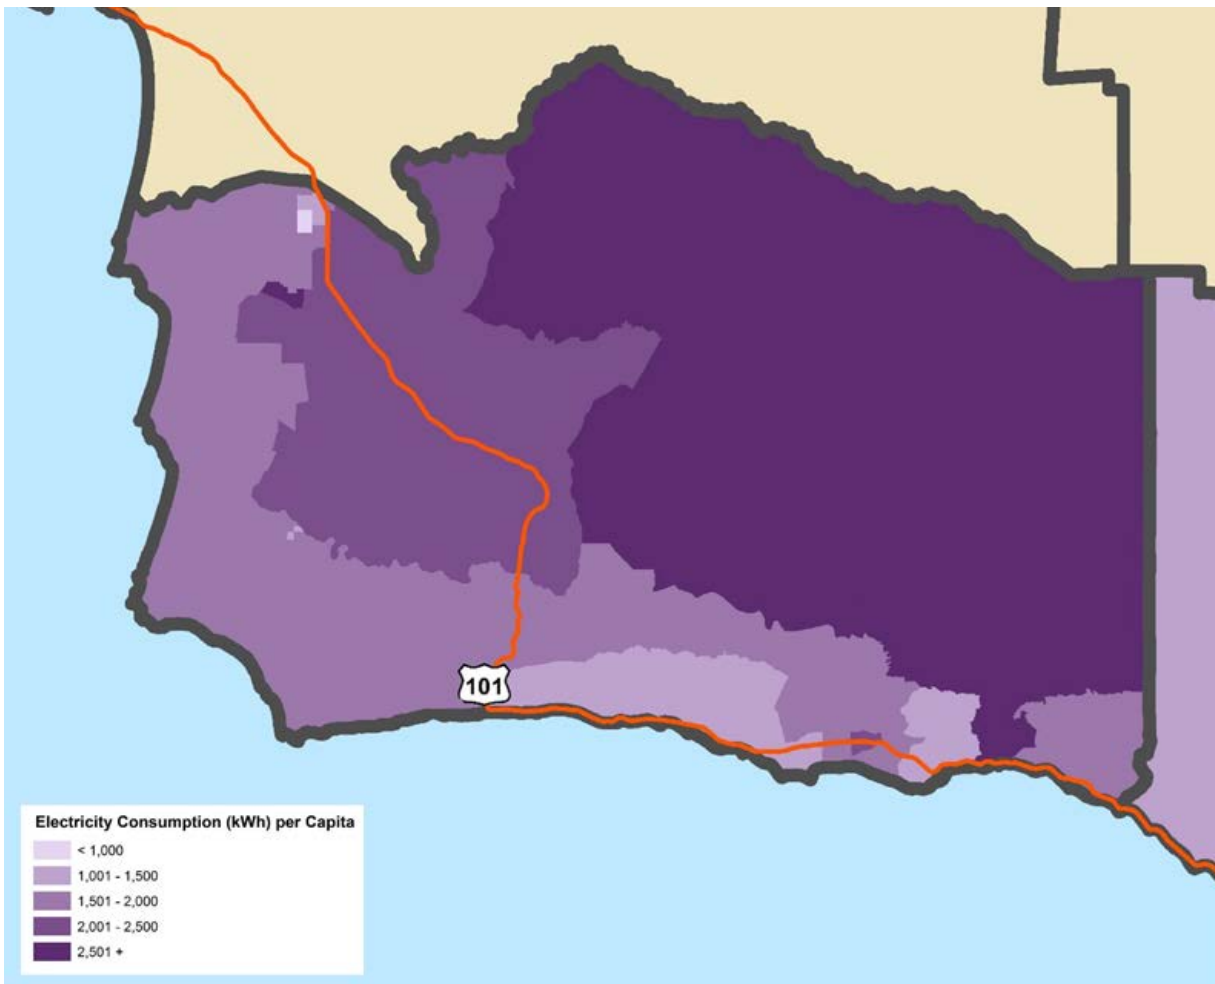 101
Electricity Consumption (kWh) per Capita
< 1,000
1,001 - 1,500
1,501 - 2,000
2,001 - 2,500
2,501 +